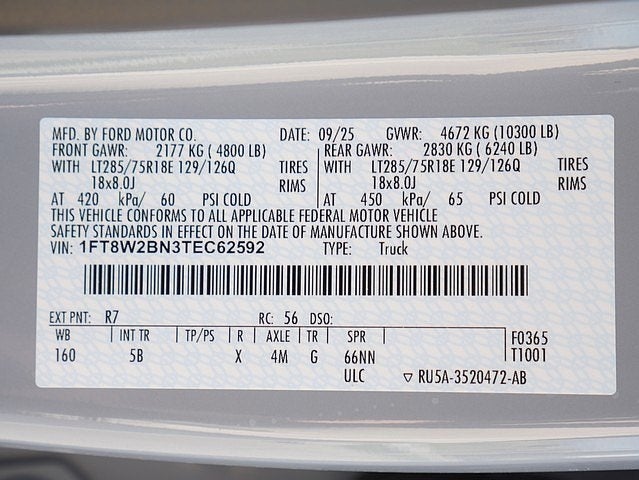 MFD. BY FORD MOTOR CO. DATE: 09/25 GVWR: 4672 KG (10300 LB)
FRONT GAWR: 2177 KG ( 4800 LB) REAR GAWR: 2830 KG ( 6240 LB)
WITH LT285/75R18E 129/126Q TIRES WITH LT285/75R18E 129/126Q TIRES
18x8.0J RIMS 18x8.0J RIMS
AT 420 kPa/ 60 PSI COLD AT 450 kPa/ 65 PSI COLD
THIS VEHICLE CONFORMS TO ALL APPLICABLE FEDERAL MOTOR VEHICLE
SAFETY STANDARDS IN EFFECT ON THE DATE OF MANUFACTURE SHOWN ABOVE.
VIN: 1FT8W2BN3TEC62592 TYPE: Truck
EXT PNT: R7 RC: 56 DSO:
WB INT TR TP/PS R AXLE TR SPR F0365
160 5B X 4M G 66NN T1001
ULC ▽ RU5A-3520472-AB